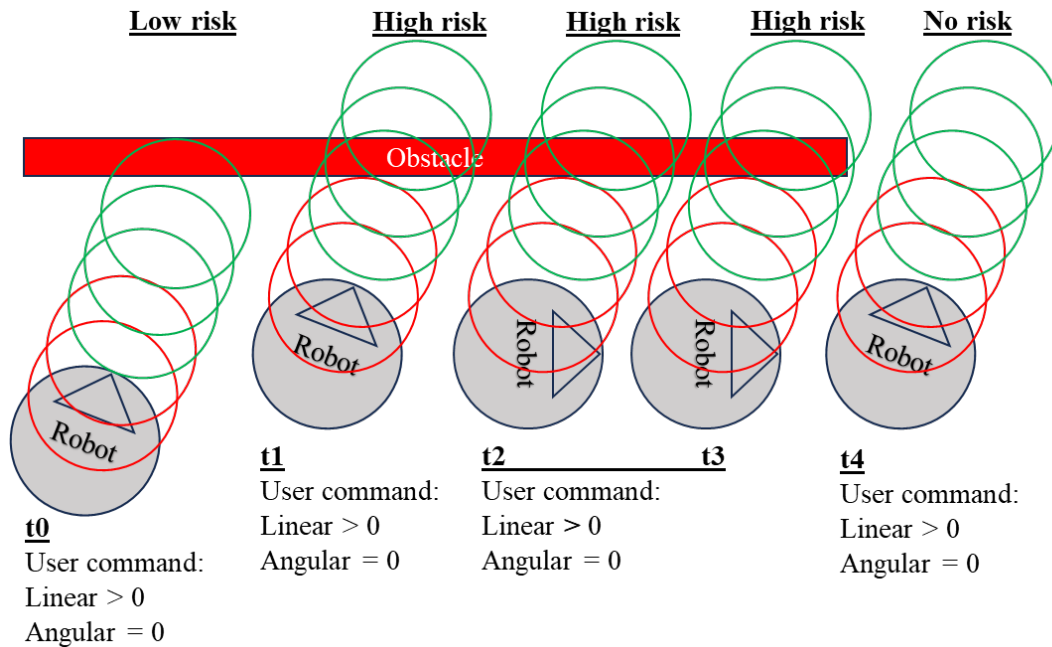 Low risk
High risk
High risk
High risk
No risk
Obstacle
Robot
Robot
Robot
Robot
Robot
t0
User command:
Linear > 0
Angular = 0
t1
User command:
Linear > 0
Angular = 0
t2 t3
User command:
Linear > 0
Angular = 0
t4
User command:
Linear > 0
Angular = 0